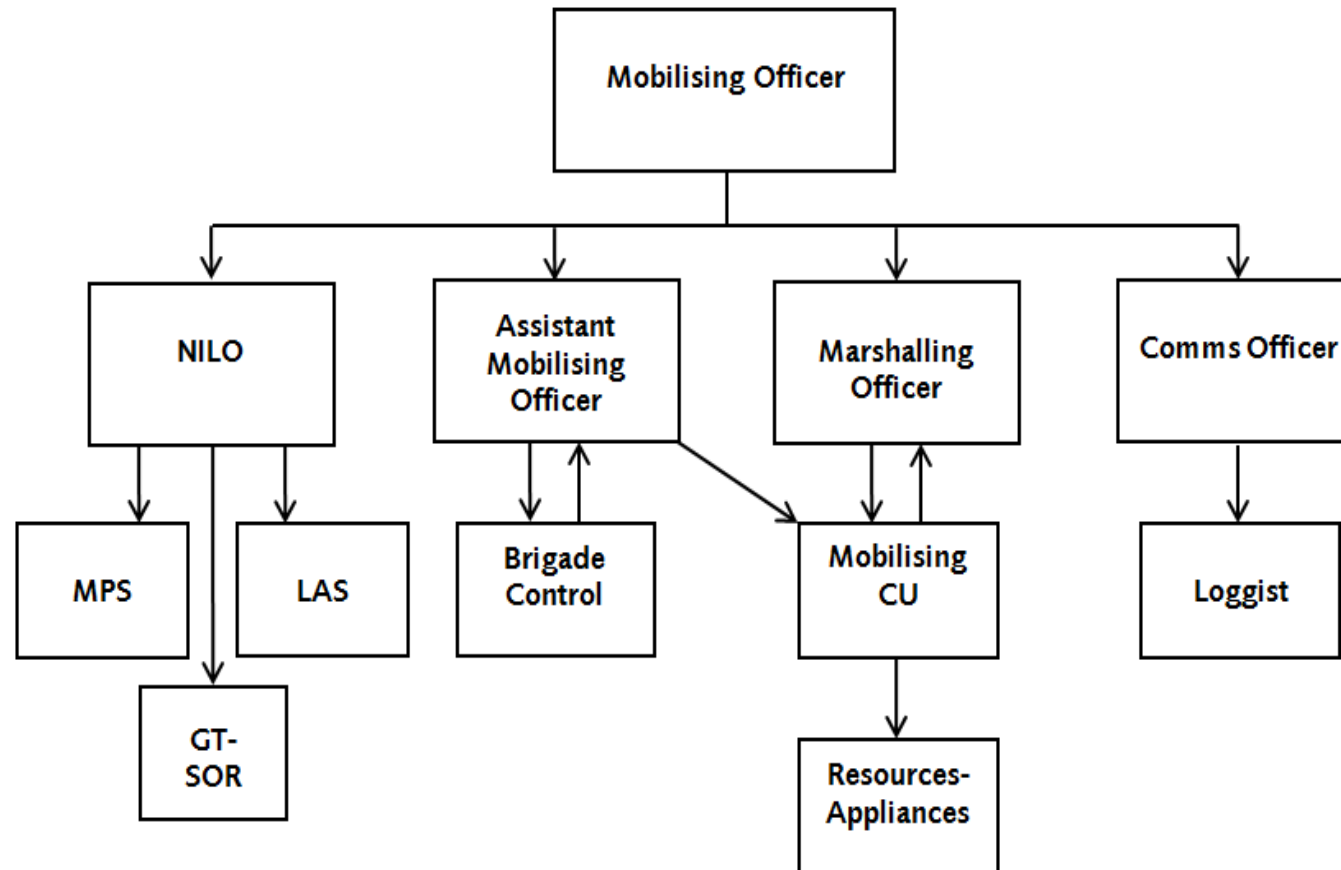 Mobilising Officer
NILO
Assistant
Mobilising
Officer
Marshalling
Officer
Comms Officer
MPS
LAS
Brigade
Control
Mobilising
CU
Loggist
GT-
SOR
Resources-
Appliances